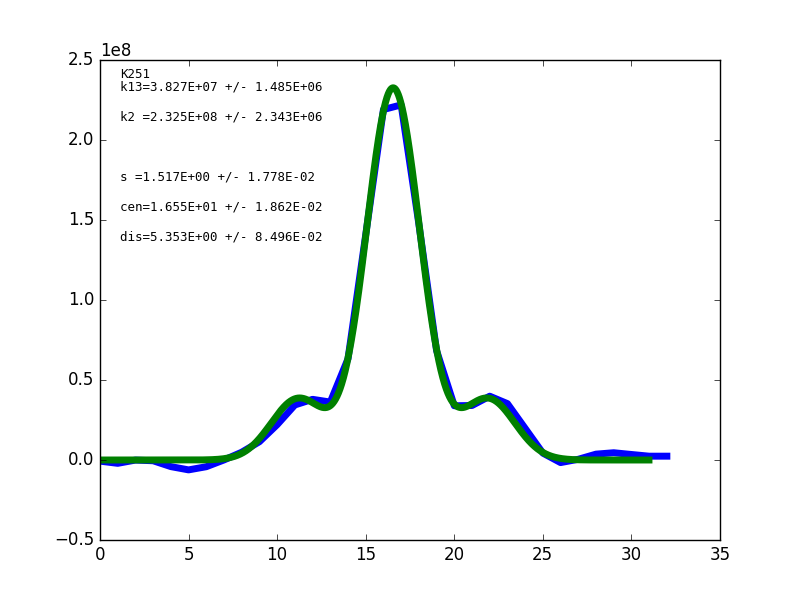 1e8
2.5
K251
k13=3.827E+07 +/- 1.485E+06
k2 =2.325E+08 +/- 2.343E+06
2.0
s =1.517E+00 +/- 1.778E-02
1.5
cen=1.655E+01 +/- 1.862E-02
dis=5.353E+00 +/- 8.496E-02
1.0
0.5
0.0
−0.5
0 5 10 15 20 25 30 35